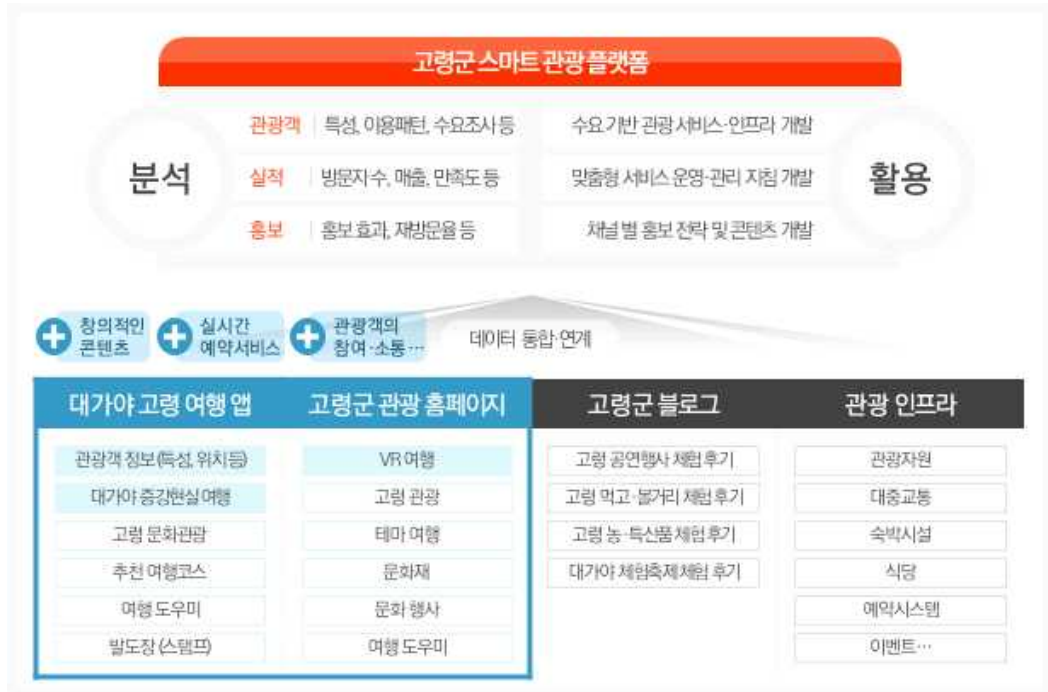 고령군 스마트 관광 플랫폼
분석
관광객 | 특성, 이용패턴, 수요조사 등
수요 기반 관광 서비스·인프라 개발
실적 | 방문자 수, 매출, 만족도 등
맞춤형 서비스 운영·관리 지침 개발
홍보 | 홍보 효과, 재방문율 등
채널 별 홍보 전략 및 콘텐츠 개발
활용
창의적인
콘텐츠
실시간
예약서비스
관광객의
참여·소통…
데이터 통합·연계
대가야 고령 여행 앱
관광객 정보(특성, 위치 등)
대가야 증강현실 여행
고령 문화관광
추천 여행코스
여행 도우미
발도장 (스탬프)
고령군 관광 홈페이지
VR 여행
고령 관광
테마 여행
문화재
문화 행사
여행 도우미
고령군 블로그
고령 공연행사 체험 후기
고령 먹고·볼거리 체험 후기
고령 농·특산품 체험 후기
대가야 체험축제 체험 후기
관광 인프라
관광자원
대중교통
숙박시설
식당
예약시스템
이벤트…